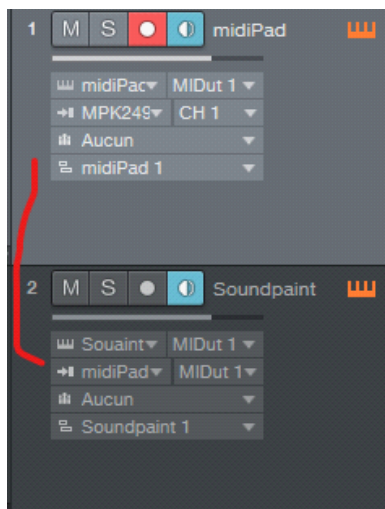 1 M S midiPad
midiPac MIDut 1
MPK249 CH 1
Aucun
midiPad 1
2 M S Soundpaint
Souaint MIDut 1
midiPad MIDut 1
Aucun
Soundpaint 1